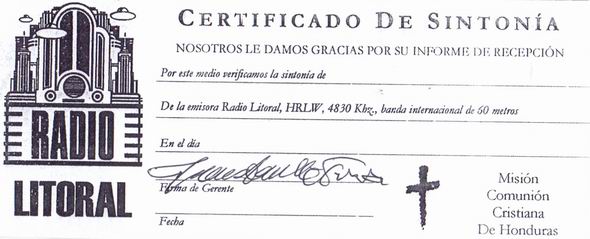 CERTIFICADO DE SINTONÍA
NOSOTROS LE DAMOS GRACIAS POR SU INFORME DE RECEPCIÓN
Por este medio verificamos la sintonía de
De la emisora Radio Litoral, HRLW, 4830 Khz., banda internacional de 60 metros
En el día
Firma de Gerente
Fecha
RADIO
LITORAL
Misión
Comunión
Cristiana
De Honduras